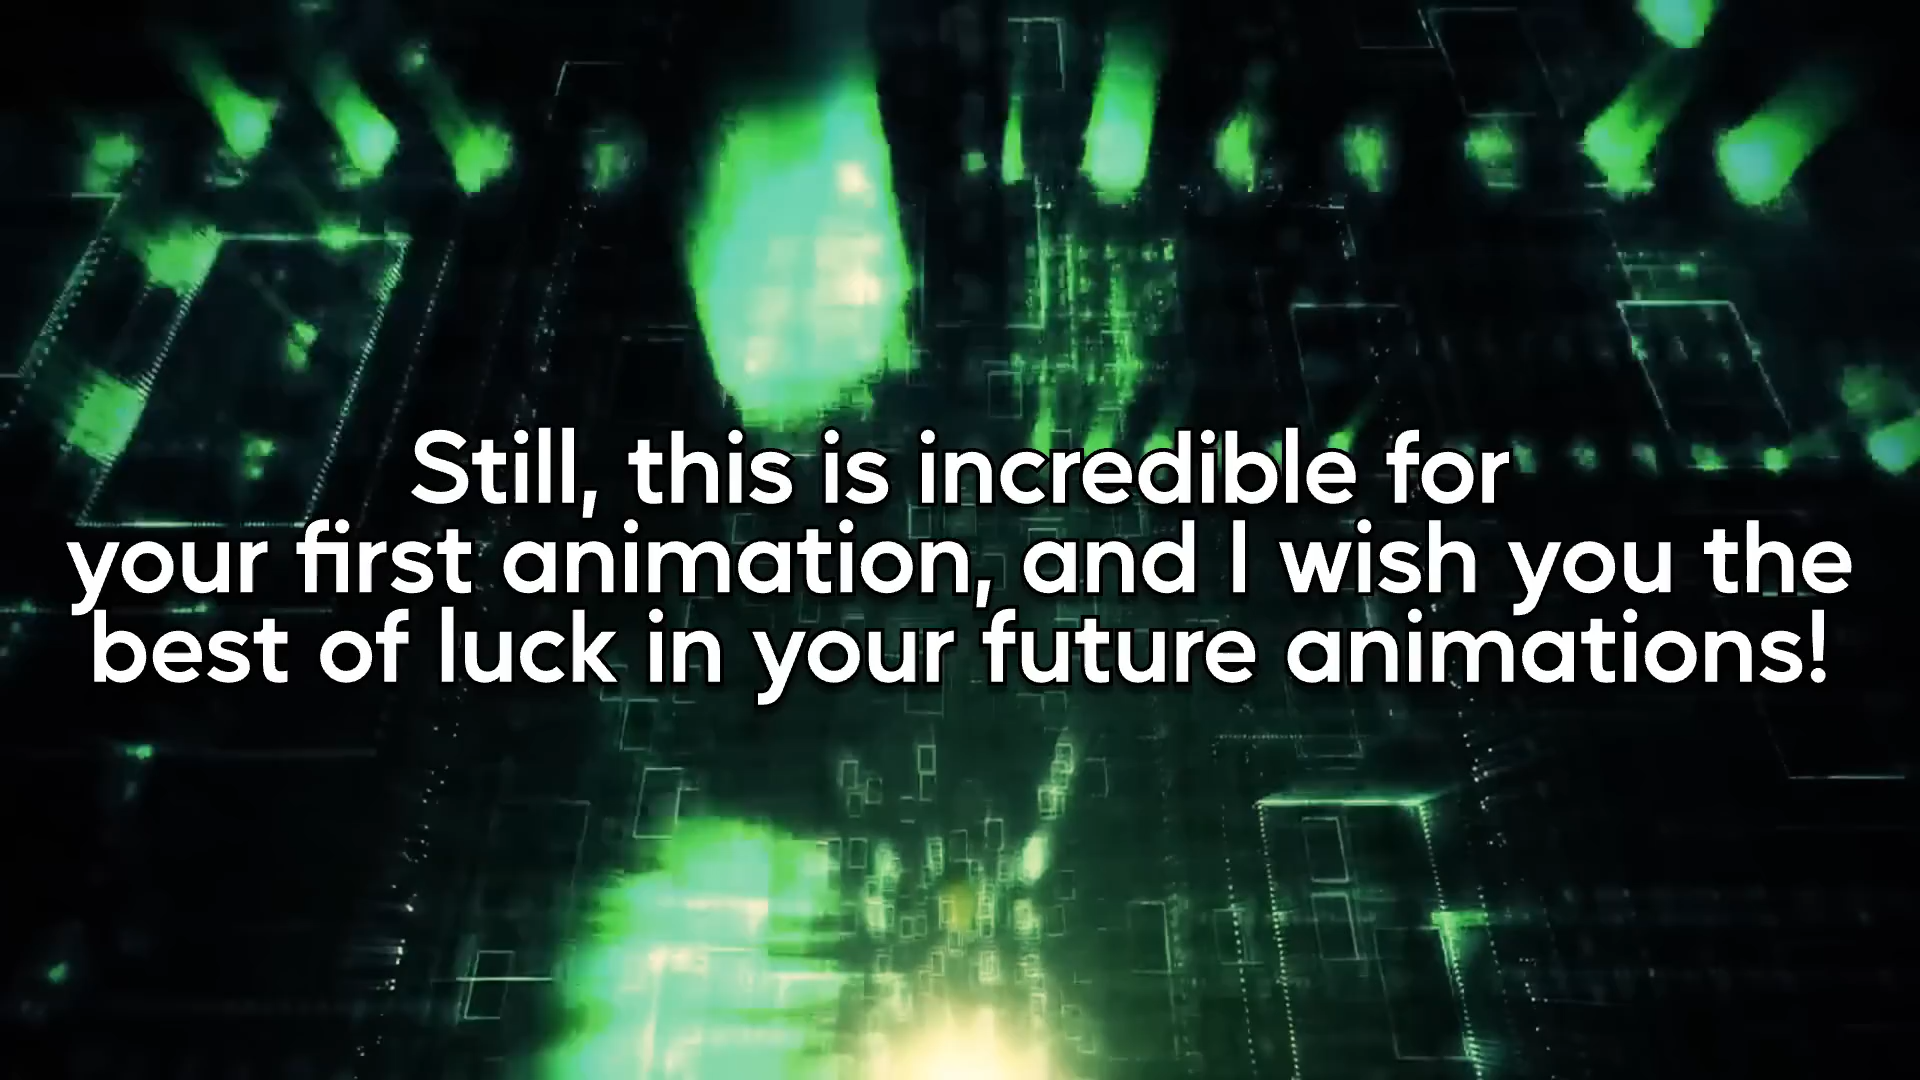 Still, this is incredible for
your first animation, and I wish you the
best of luck in your future animations!